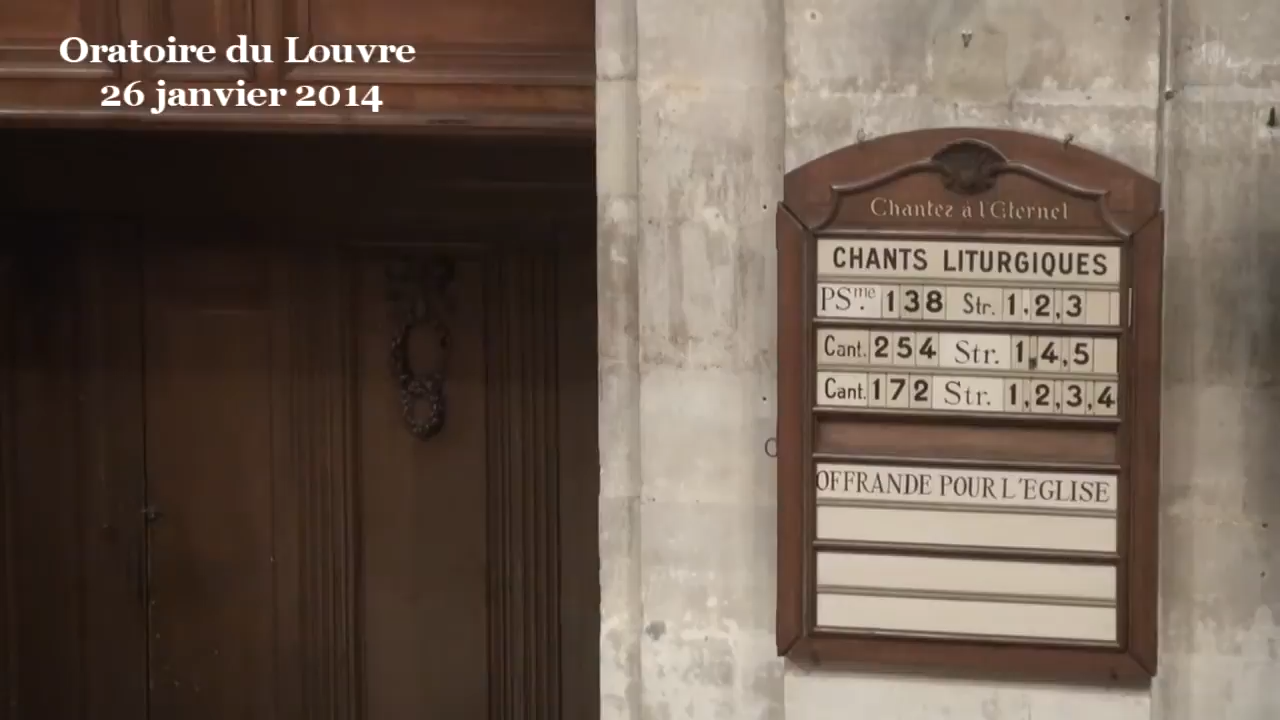 Oratoire du Louvre
26 janvier 2014
Chantez à l'Eternel
CHANTS LITURGIQUES
PSme. 138 Str. 1,2,3
Cant. 254 Str. 1,4,5
Cant. 172 Str. 1,2,3,4
OFFRANDE POUR L'EGLISE